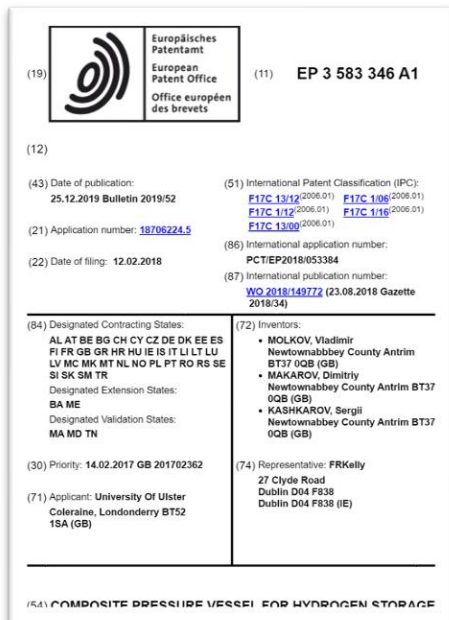 (19)
Europäisches
Patentamt
European
Patent Office
Office européen
des brevets
(11) EP 3 583 346 A1
(12)
(43) Date of publication:
25.12.2019 Bulletin 2019/52
(21) Application number: 18706224.5
(22) Date of filing: 12.02.2018
(51) International Patent Classification (IPC):
F17C 13/12(2006.01) F17C 1/06(2006.01)
F17C 1/12(2006.01) F17C 1/16(2006.01)
F17C 13/00(2006.01)
(86) International application number:
PCT/EP2018/053384
(87) International publication number:
WO 2018/149772 (23.08.2018 Gazette
2018/34)
(84) Designated Contracting States:
AL AT BE BG CH CY CZ DE DK EE ES
FI FR GB GR HR HU IE IS IT LI LT LU
LV MC MK MT NL NO PL PT RO RS SE
SI SK SM TR
Designated Extension States:
BA ME
Designated Validation States:
MA MD TN
(30) Priority: 14.02.2017 GB 201702362
(71) Applicant: University Of Ulster
Coleraine, Londonderry BT52
1SA (GB)
(72) Inventors:
• MOLKOV, Vladimir
Newtownabbey County Antrim
BT37 0QB (GB)
• MAKAROV, Dimitriy
Newtownabbey County Antrim BT37
0QB (GB)
• KASHKAROV, Sergii
Newtownabbey County Antrim BT37
0QB (GB)
(74) Representative: FRKelly
27 Clyde Road
Dublin D04 F838
Dublin D04 F838 (IE)
(54) COMPOSITE PRESSURE VESSEL FOR HYDROGEN STORAGE